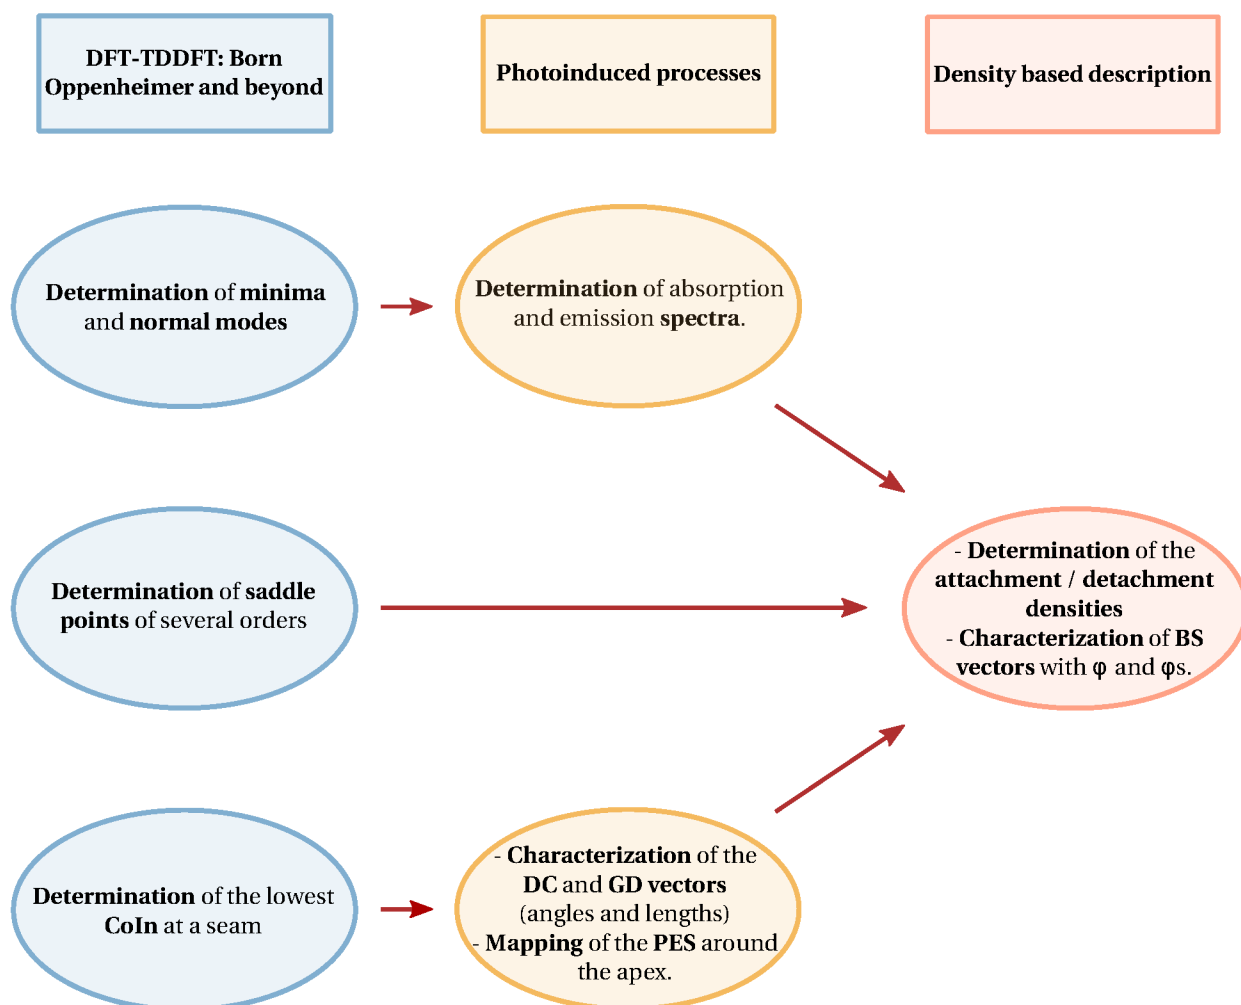 DFT-TDDFT: Born
Oppenheimer and beyond
Photoinduced processes
Density based description
Determination of minima
and normal modes
Determination of absorption
and emission spectra.
Determination of saddle
points of several orders
- Determination of the
attachment / detachment
densities
- Characterization of BS
vectors with φ and φs.
Determination of the lowest
CoIn at a seam
- Characterization of the
DC and GD vectors
(angles and lengths)
- Mapping of the PES around
the apex.